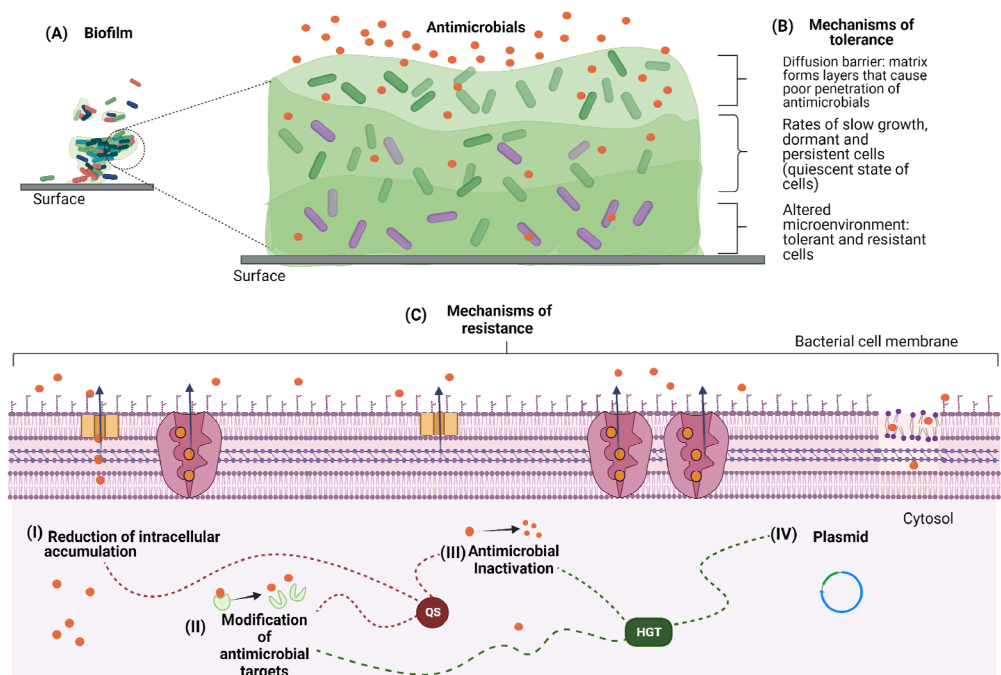 (A) Biofilm
Surface
Antimicrobials
Surface
(B) Mechanisms of
tolerance
Diffusion barrier: matrix
forms layers that cause
poor penetration of
antimicrobials
Rates of slow growth,
dormant and
persistent cells
(quiescent state of
cells)
Altered
microenvironment:
tolerant and resistant
cells
(C) Mechanisms of
resistance
Bacterial cell membrane
Cytosol
(I) Reduction of intracellular
accumulation
(II) Modification
of
antimicrobial
targets
QS
(III) Antimicrobial
Inactivation
HGT
(IV) Plasmid